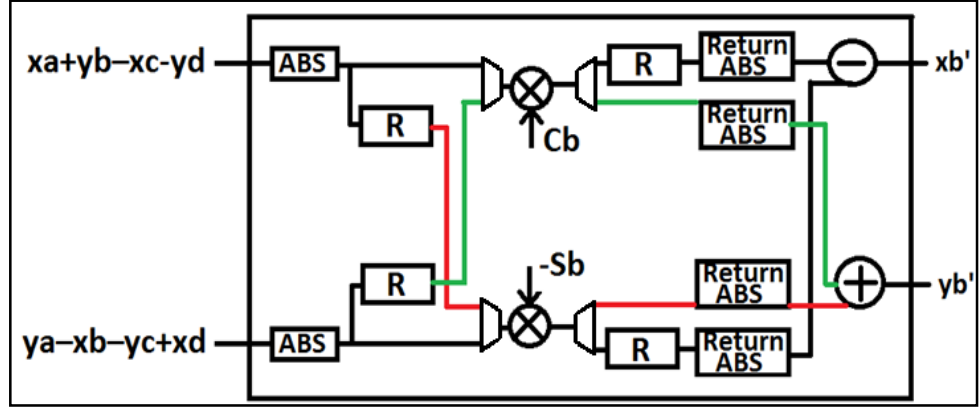 xa+yb–xc-yd
ABS
R
R
Return
ABS
xb'
Cb
Return
ABS
-Sb
R
Return
ABS
yb'
ya–xb–yc+xd
ABS
R
Return
ABS